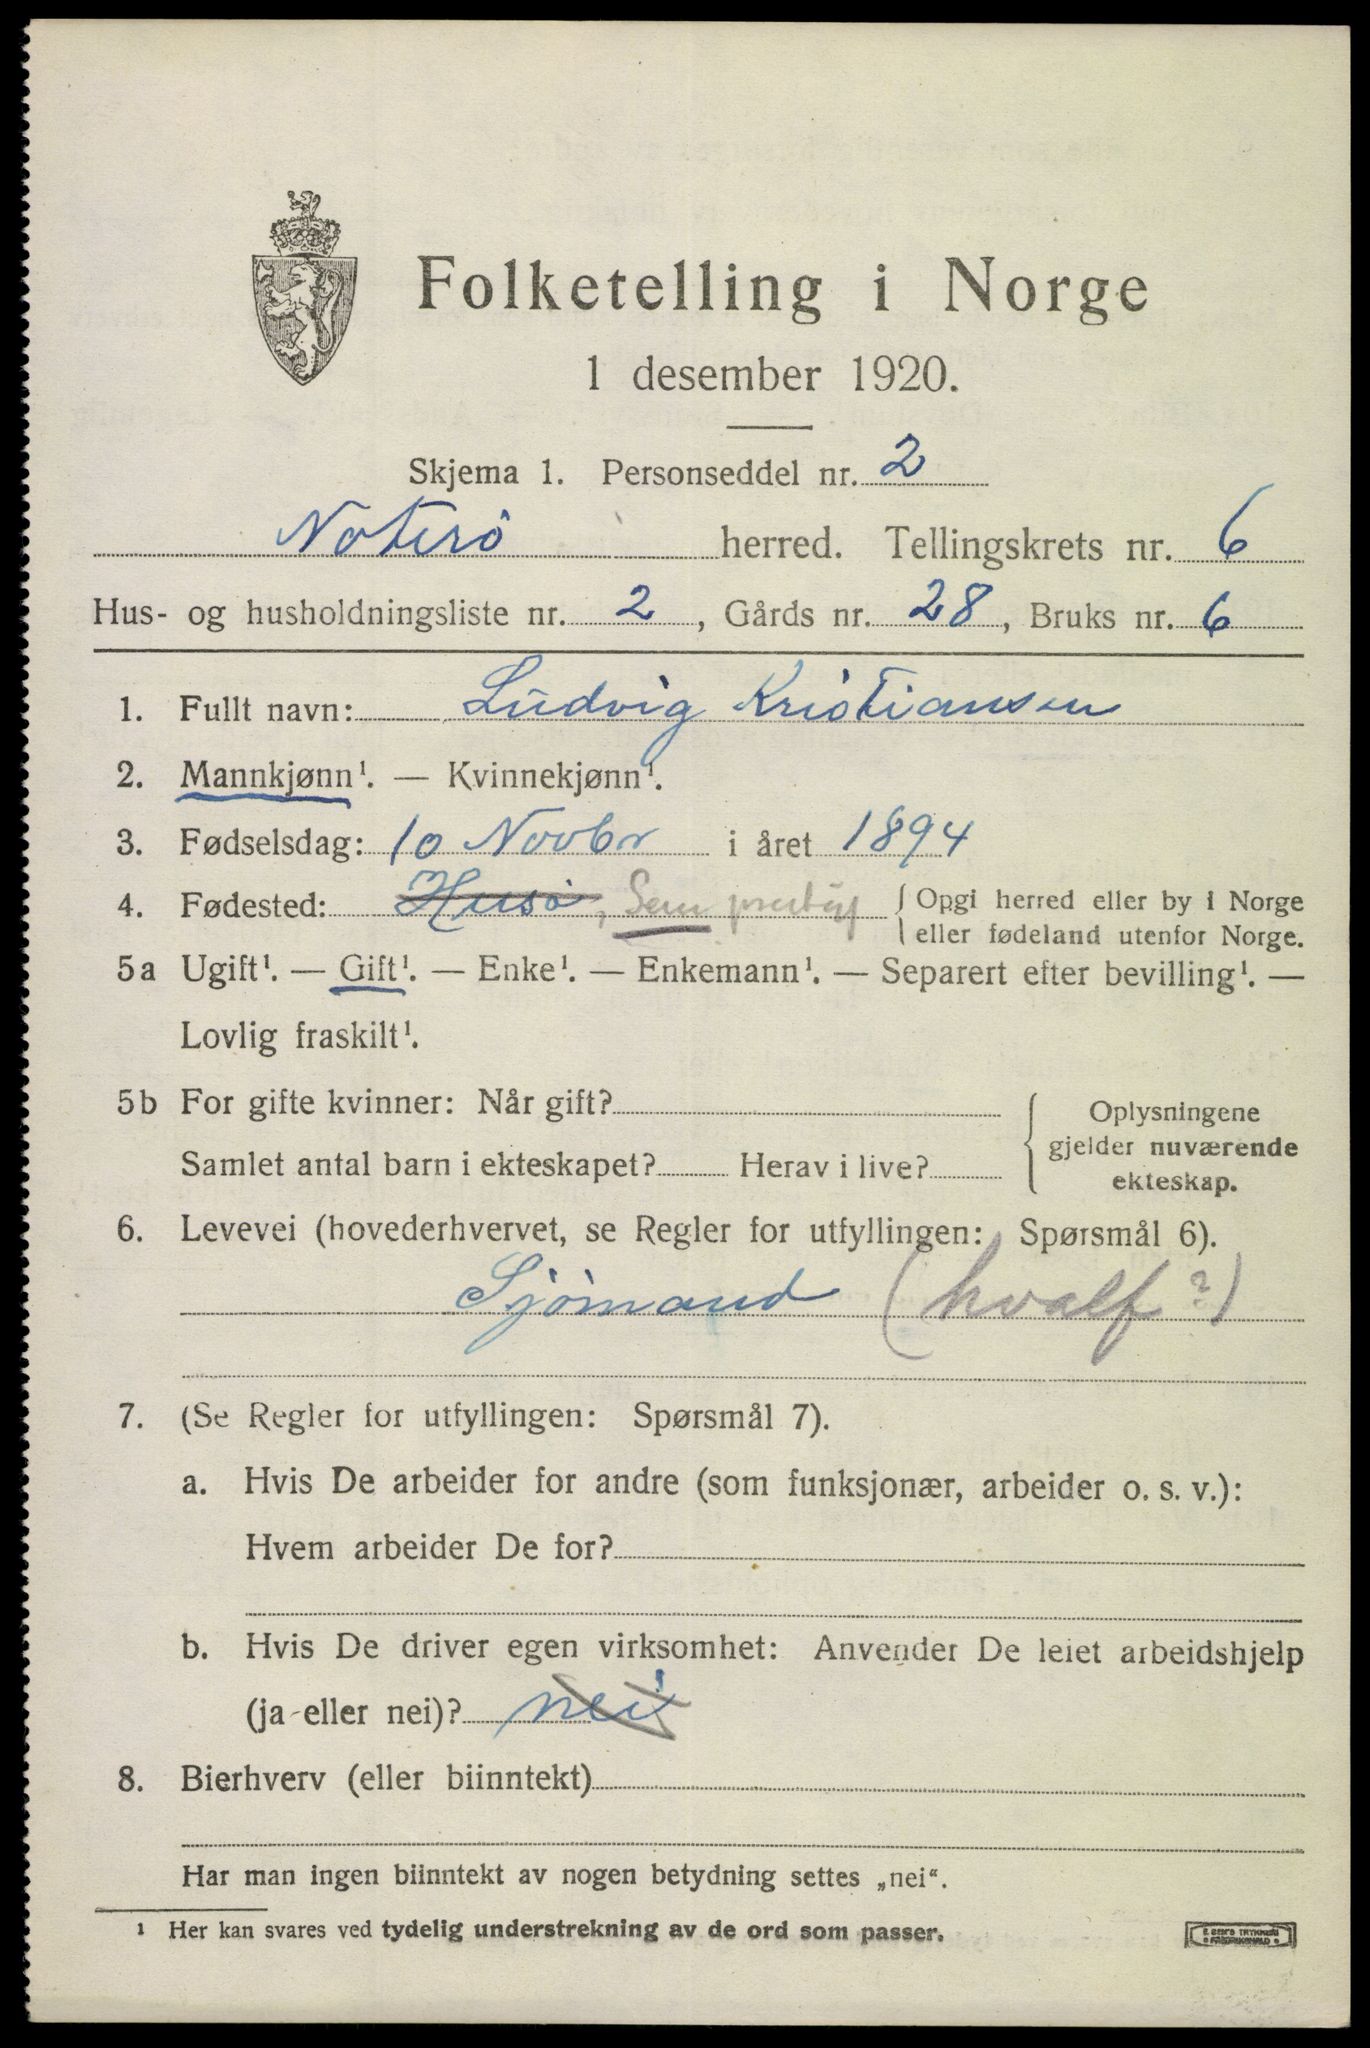 Folketelling i Norge
1 desember 1920.
Skjema 1. Personseddel nr. 2
Noterö herred. Tellingskrets nr. 6
Hus- og husholdningsliste nr. 2, Gårds nr. 28, Bruks nr. 6
1. Fullt navn: Ludvig Kristiansen
2. Mannkjønn¹. — Kvinnekjønn¹.
3. Fødselsdag: 10 Novbr i året 1894
4. Fødested: Husö, Sem { Opgi herred eller by i Norge
eller fødeland utenfor Norge.
5a Ugift¹. — Gift¹. — Enke¹. — Enkemann¹. — Separert efter bevilling¹. —
Lovlig fraskilt¹.
5b For gifte kvinner: Når gift?
Samlet antal barn i ekteskapet? Herav i live?
{ Oplysningene
gjelder nuværende
ekteskap.
6. Levevei (hovederhvervet, se Regler for utfyllingen: Spørsmål 6).
Sjömand (hvalf?)
7. (Se Regler for utfyllingen: Spørsmål 7).
a. Hvis De arbeider for andre (som funksjonær, arbeider o. s. v.):
Hvem arbeider De for?
b. Hvis De driver egen virksomhet: Anvender De leiet arbeidshjelp
(ja eller nei)? nei
8. Bierhverv (eller biinntekt)
Har man ingen biinntekt av nogen betydning settes „nei“.
¹ Her kan svares ved tydelig understrekning av de ord som passer.